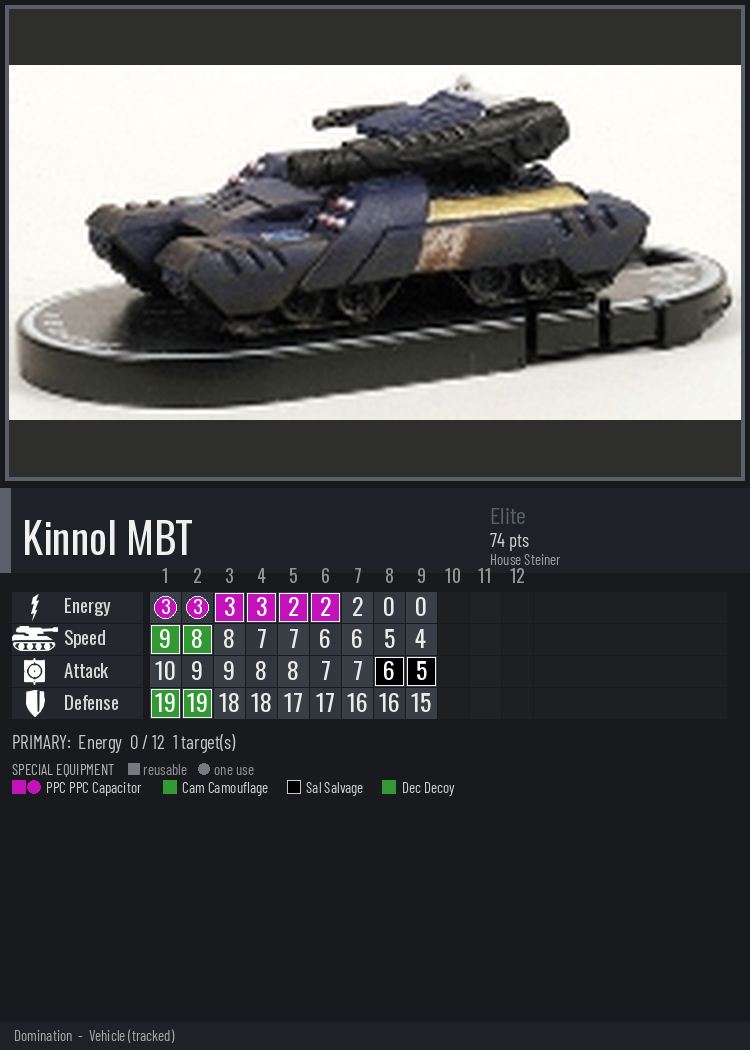 Kinnol MBT
Elite
74 pts
House Steiner
1 2 3 4 5 6 7 8 9 10 11 12
Energy 3 3 3 3 2 2 2 0 0
Speed 9 8 8 7 7 6 6 5 4
Attack 10 9 9 8 8 7 7 6 5
Defense 19 19 18 18 17 17 16 16 15
PRIMARY: Energy 0 / 12 1 target(s)
SPECIAL EQUIPMENT reusable one use
PPC PPC Capacitor Cam Camouflage Sal Salvage Dec Decoy
Domination - Vehicle (tracked)